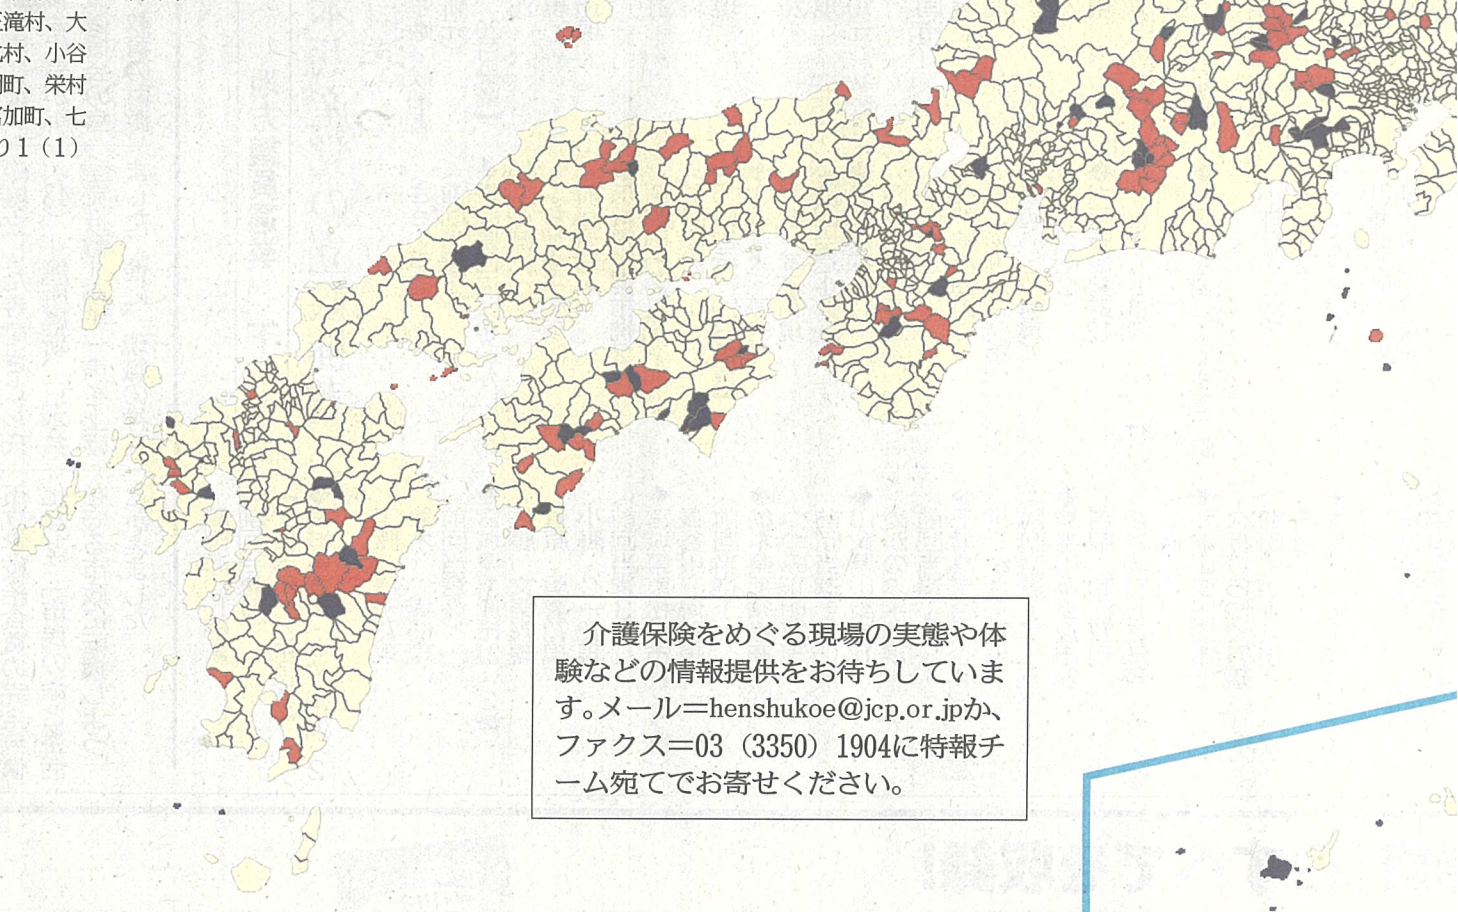 滝村、大
村、小谷
町、栄村
加町、七
り1(1)
介護保険をめぐる現場の実態や体
験などの情報提供をお待ちしていま
す。メール＝henshukoe@jcp.or.jpか、
ファクス＝03（3350）1904に特報チ
ーム宛てでお寄せください。